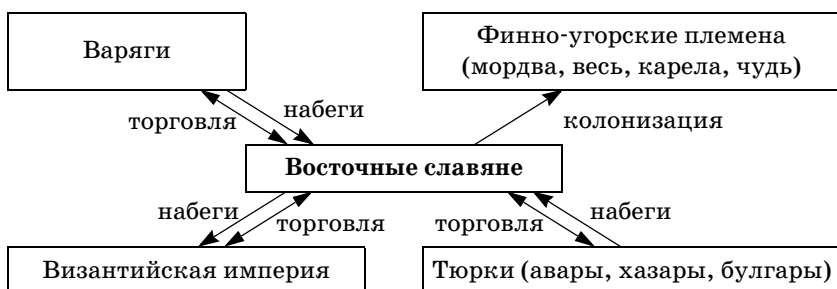 Варяги
Финно-угорские племена
(мордва, весь, карела, чудь)
набеги
торговля
колонизация
Восточные славяне
набеги
торговля
торговля
набеги
Византийская империя
Тюрки (авары, хазары, булгары)